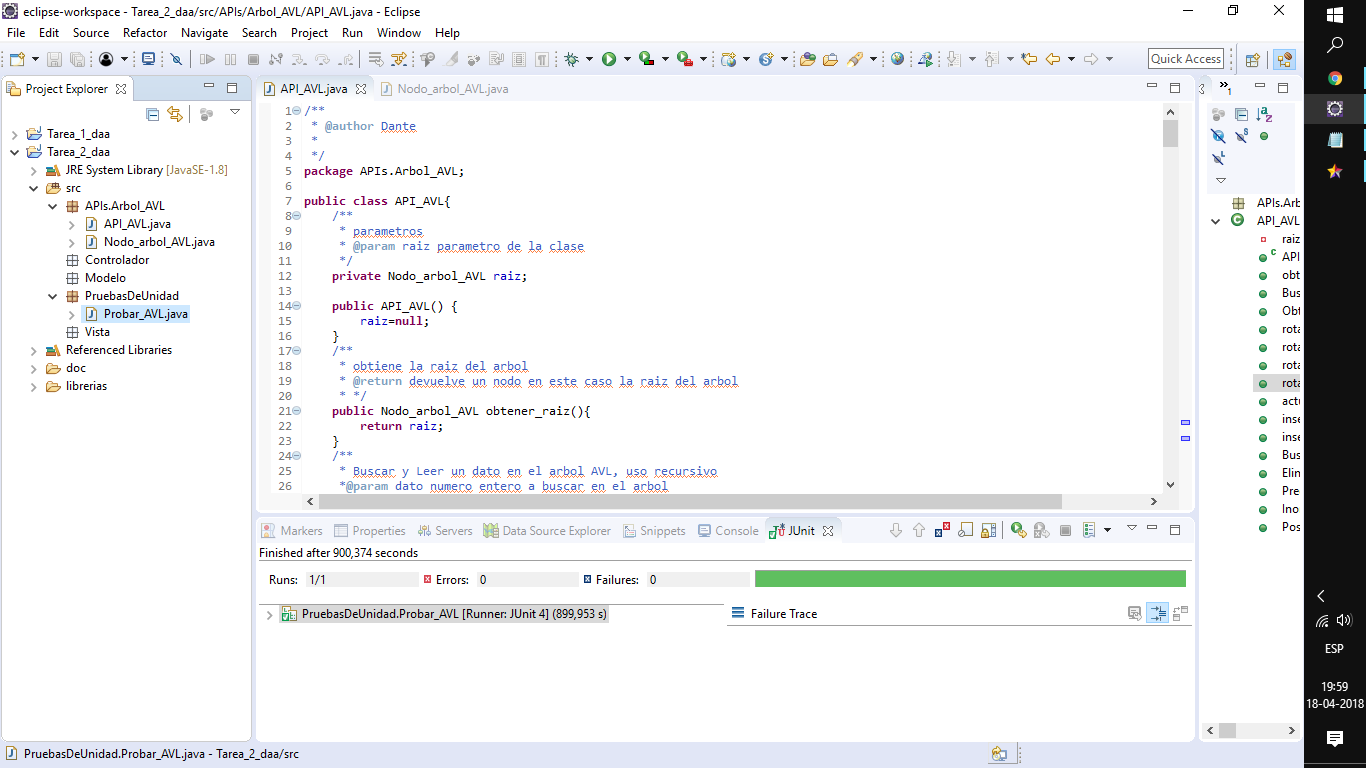 eclipse-workspace - Tarea_2_daa/src/APIs/Arbol_AVL/API_AVL.java - Eclipse
File Edit Source Refactor Navigate Search Project Run Window Help
Quick Access
Project Explorer
Tarea_1_daa
Tarea_2_daa
JRE System Library [JavaSE-1.8]
src
APIs.Arbol_AVL
API_AVL.java
Nodo_arbol_AVL.java
Controlador
Modelo
PruebasDeUnidad
Probar_AVL.java
Vista
Referenced Libraries
doc
librerias
API_AVL.java Nodo_arbol_AVL.java
1 /**
2 * @author Dante
3 *
4 */
5 package APIs.Arbol_AVL;
6
7 public class API_AVL{
8 /**
9 * parametros
10 * @param raiz parametro de la clase
11 */
12 private Nodo_arbol_AVL raiz;
13
14 public API_AVL() {
15 raiz=null;
16 }
17 /**
18 * obtiene la raiz del arbol
19 * @return devuelve un nodo en este caso la raiz del arbol
20 * */
21 public Nodo_arbol_AVL obtener_raiz(){
22 return raiz;
23 }
24 /**
25 * Buscar y Leer un dato en el arbol AVL, uso recursivo
26 *@param dato numero entero a buscar en el arbol
Markers Properties Servers Data Source Explorer Snippets Console JUnit
Finished after 900,374 seconds
Runs: 1/1 Errors: 0 Failures: 0
PruebasDeUnidad.Probar_AVL [Runner: JUnit 4] (899,953 s)
Failure Trace
APIs.Arb
API_AVL
raiz
API
obt
Bus
Obt
rota
rota
rota
rota
act
inse
inse
Bus
Elin
Pre
Ino
Pos
ESP
19:59
18-04-2018
PruebasDeUnidad.Probar_AVL.java - Tarea_2_daa/src